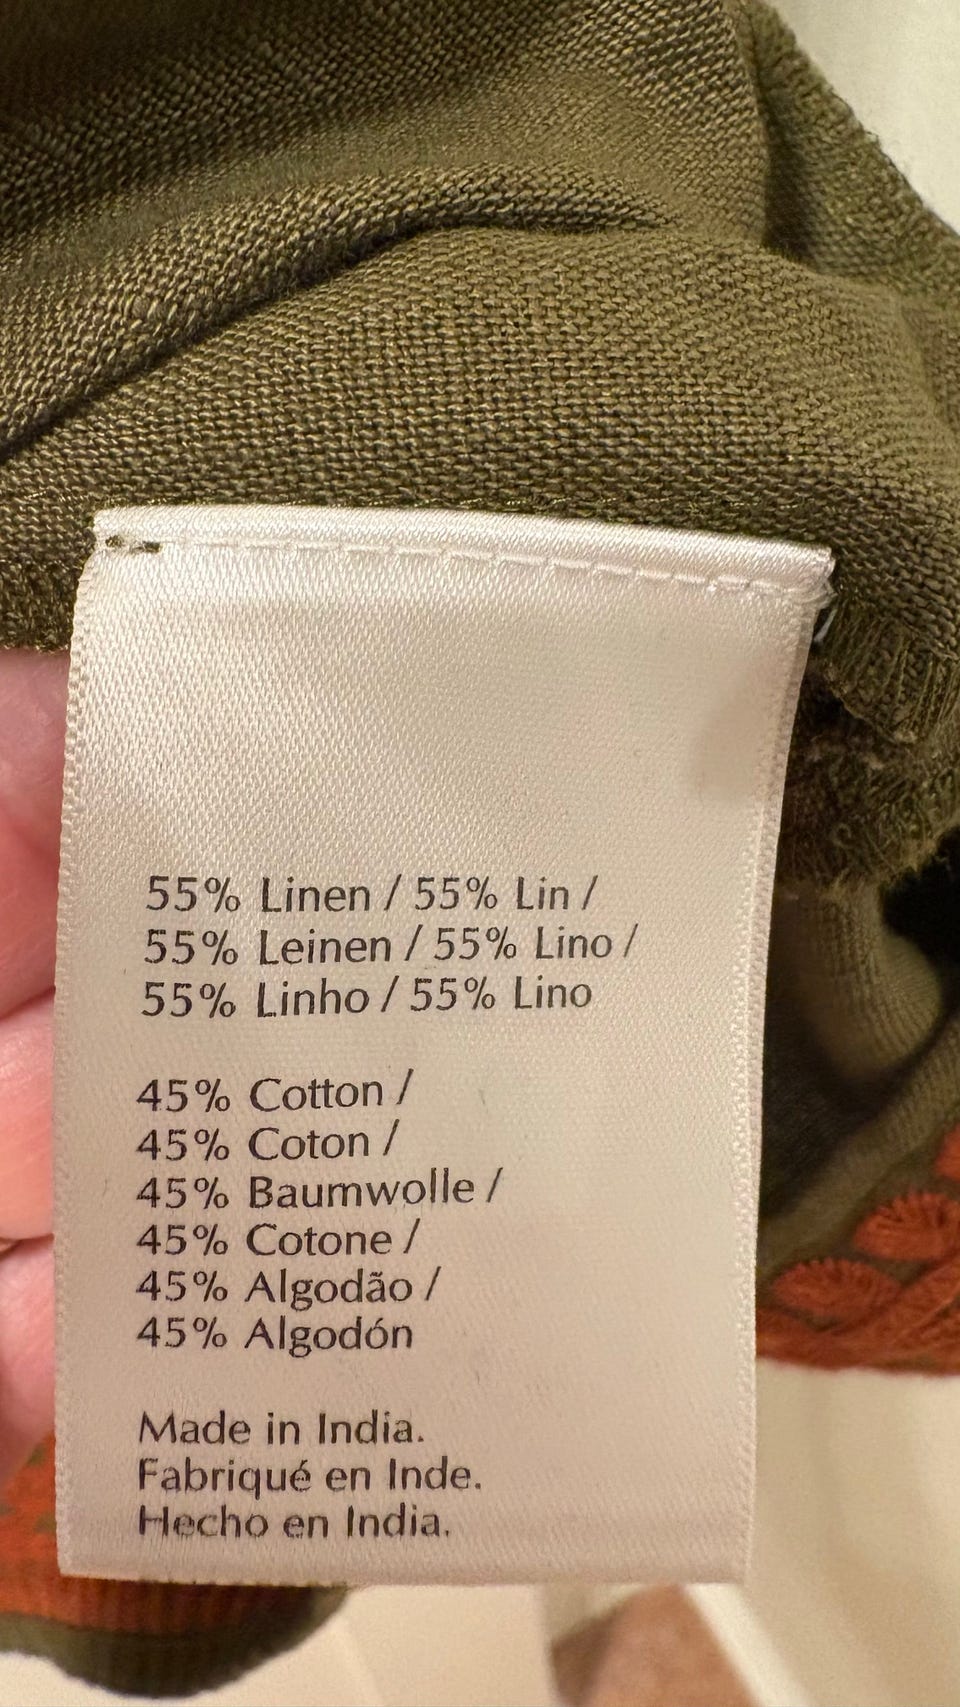 55% Linen / 55% Lin /
55% Leinen / 55% Lino /
55% Linho / 55% Lino
45% Cotton /
45% Coton /
45% Baumwolle /
45% Cotone /
45% Algodão /
45% Algodón
Made in India.
Fabriqué en Inde.
Hecho en India.